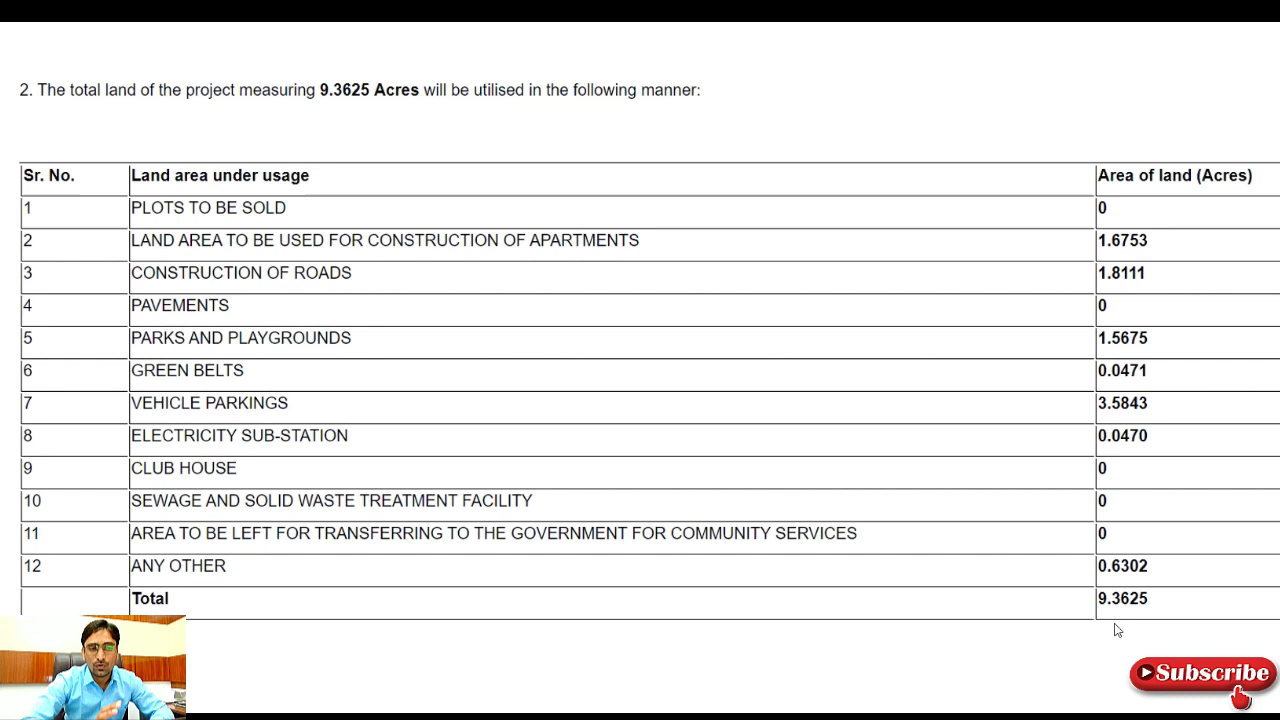 2. The total land of the project measuring 9.3625 Acres will be utilised in the following manner:
Sr. No. Land area under usage Area of land (Acres)
1 PLOTS TO BE SOLD 0
2 LAND AREA TO BE USED FOR CONSTRUCTION OF APARTMENTS 1.6753
3 CONSTRUCTION OF ROADS 1.8111
4 PAVEMENTS 0
5 PARKS AND PLAYGROUNDS 1.5675
6 GREEN BELTS 0.0471
7 VEHICLE PARKINGS 3.5843
8 ELECTRICITY SUB-STATION 0.0470
9 CLUB HOUSE 0
10 SEWAGE AND SOLID WASTE TREATMENT FACILITY 0
11 AREA TO BE LEFT FOR TRANSFERRING TO THE GOVERNMENT FOR COMMUNITY SERVICES 0
12 ANY OTHER 0.6302
Total 9.3625
Subscribe